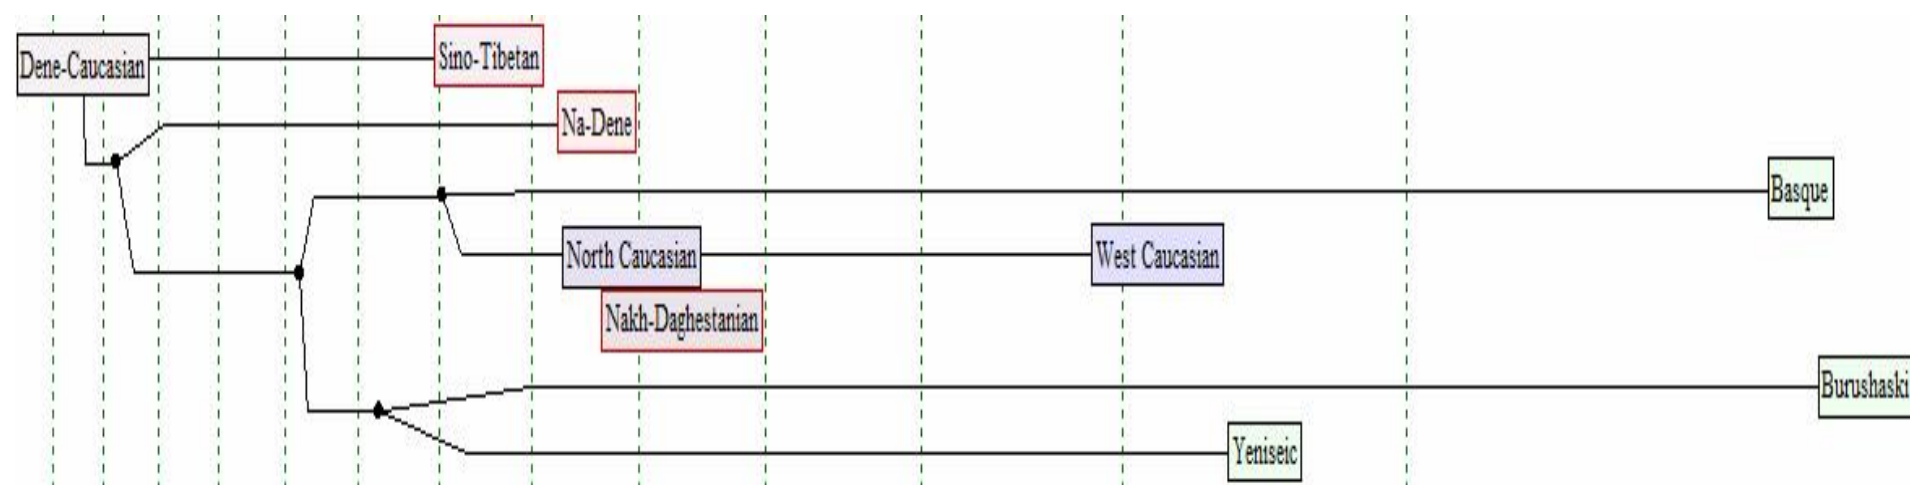 Dene-Caucasian
Sino-Tibetan
Na-Dene
Basque
North Caucasian
West Caucasian
Nakh-Daghestanian
Burushaski
Yeniseic